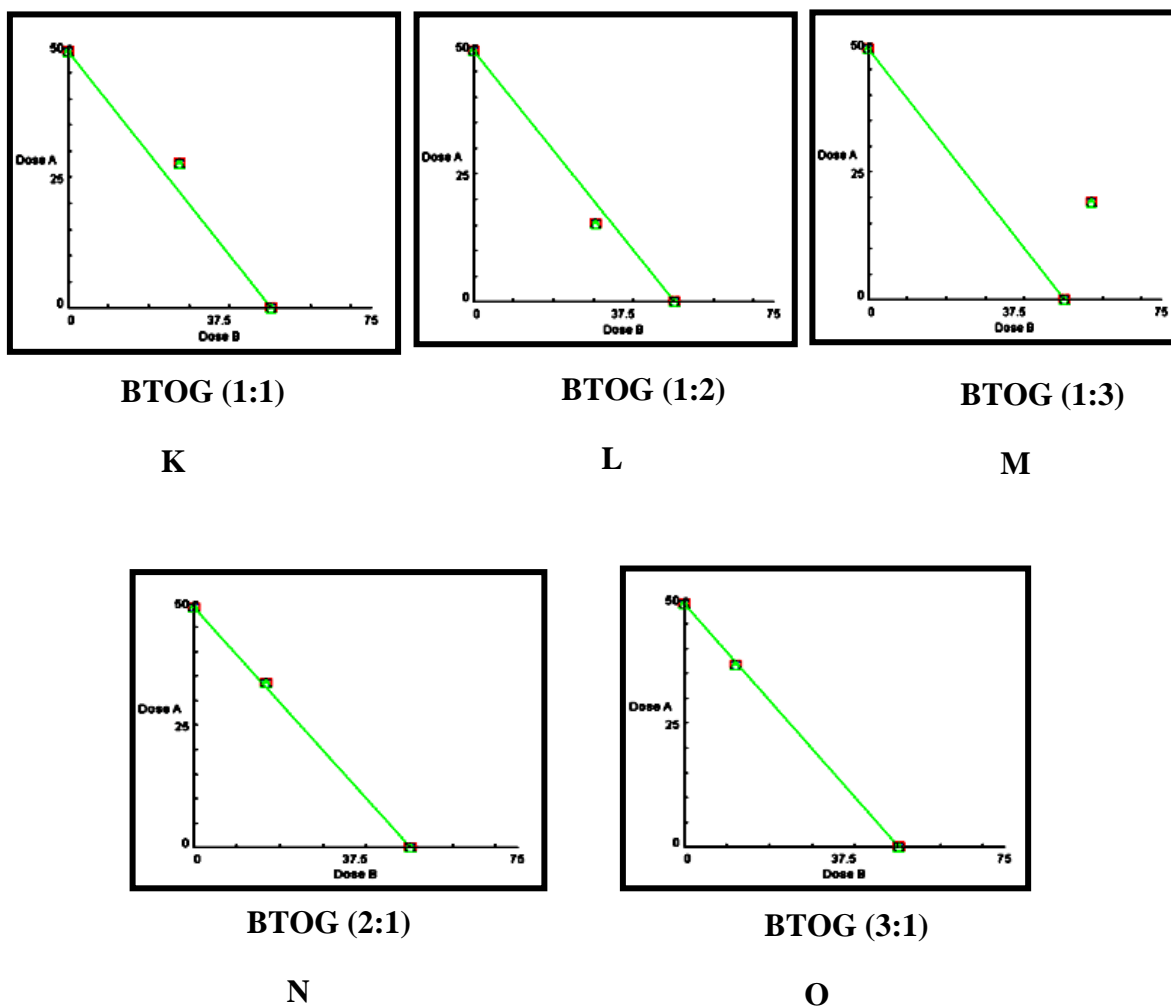 50
Dose A
25
0
0 37.5 75
Dose B
BTOG (1:1)
K
50
Dose A
25
0
0 37.5 75
Dose B
BTOG (1:2)
L
50
Dose A
25
0
0 37.5 75
Dose B
BTOG (1:3)
M
50
Dose A
25
0
0 37.5 75
Dose B
BTOG (2:1)
N
50
Dose A
25
0
0 37.5 75
Dose B
BTOG (3:1)
O